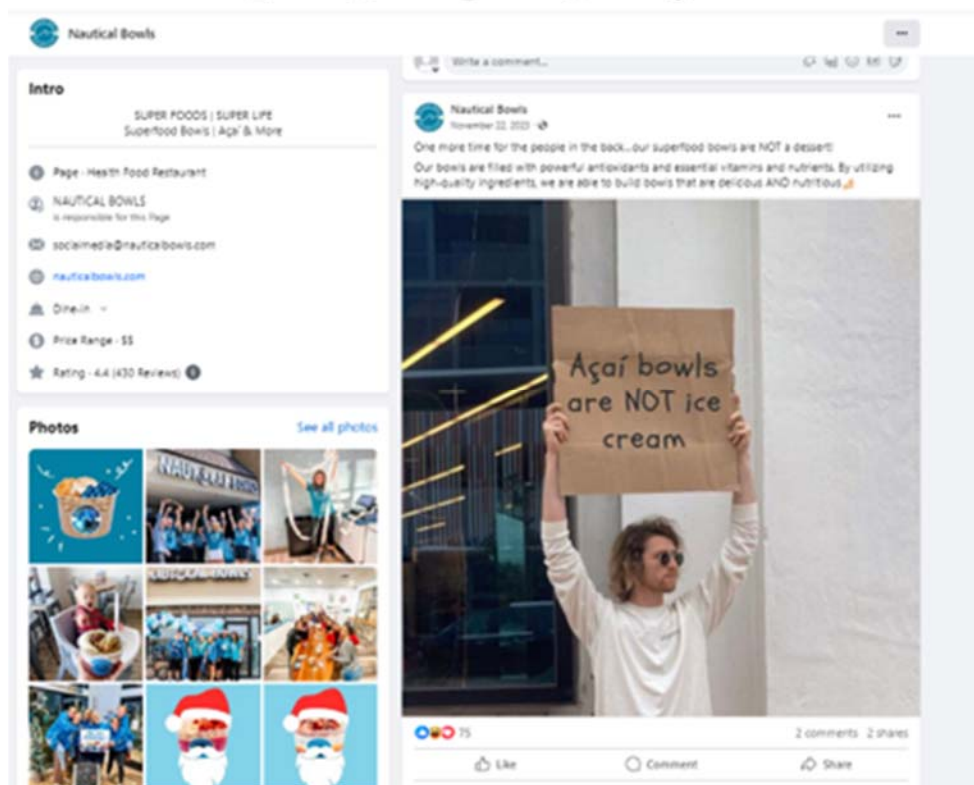 Nautical Bowls
Intro
SUPER FOODS | SUPER LIFE
Superfood Bowls | Açaí & More
Page · Health Food Restaurant
NAUTICAL BOWLS
is responsible for this Page
socialmedia@nauticalbowls.com
nauticalbowls.com
Dine-in
Price Range · $$
Rating · 4.4 (430 Reviews)
Photos
See all photos
NAUTICAL BOWLS
NAUTICAL BOWLS
Write a comment...
Nautical Bowls
November 22, 2023
One more time for the people in the back...our superfood bowls are NOT a dessert!
Our bowls are filled with powerful antioxidants and essential vitamins and nutrients. By utilizing
high-quality ingredients, we are able to build bowls that are delicious AND nutritious
Açaí bowls
are NOT ice
cream
75
2 comments 2 shares
Like
Comment
Share